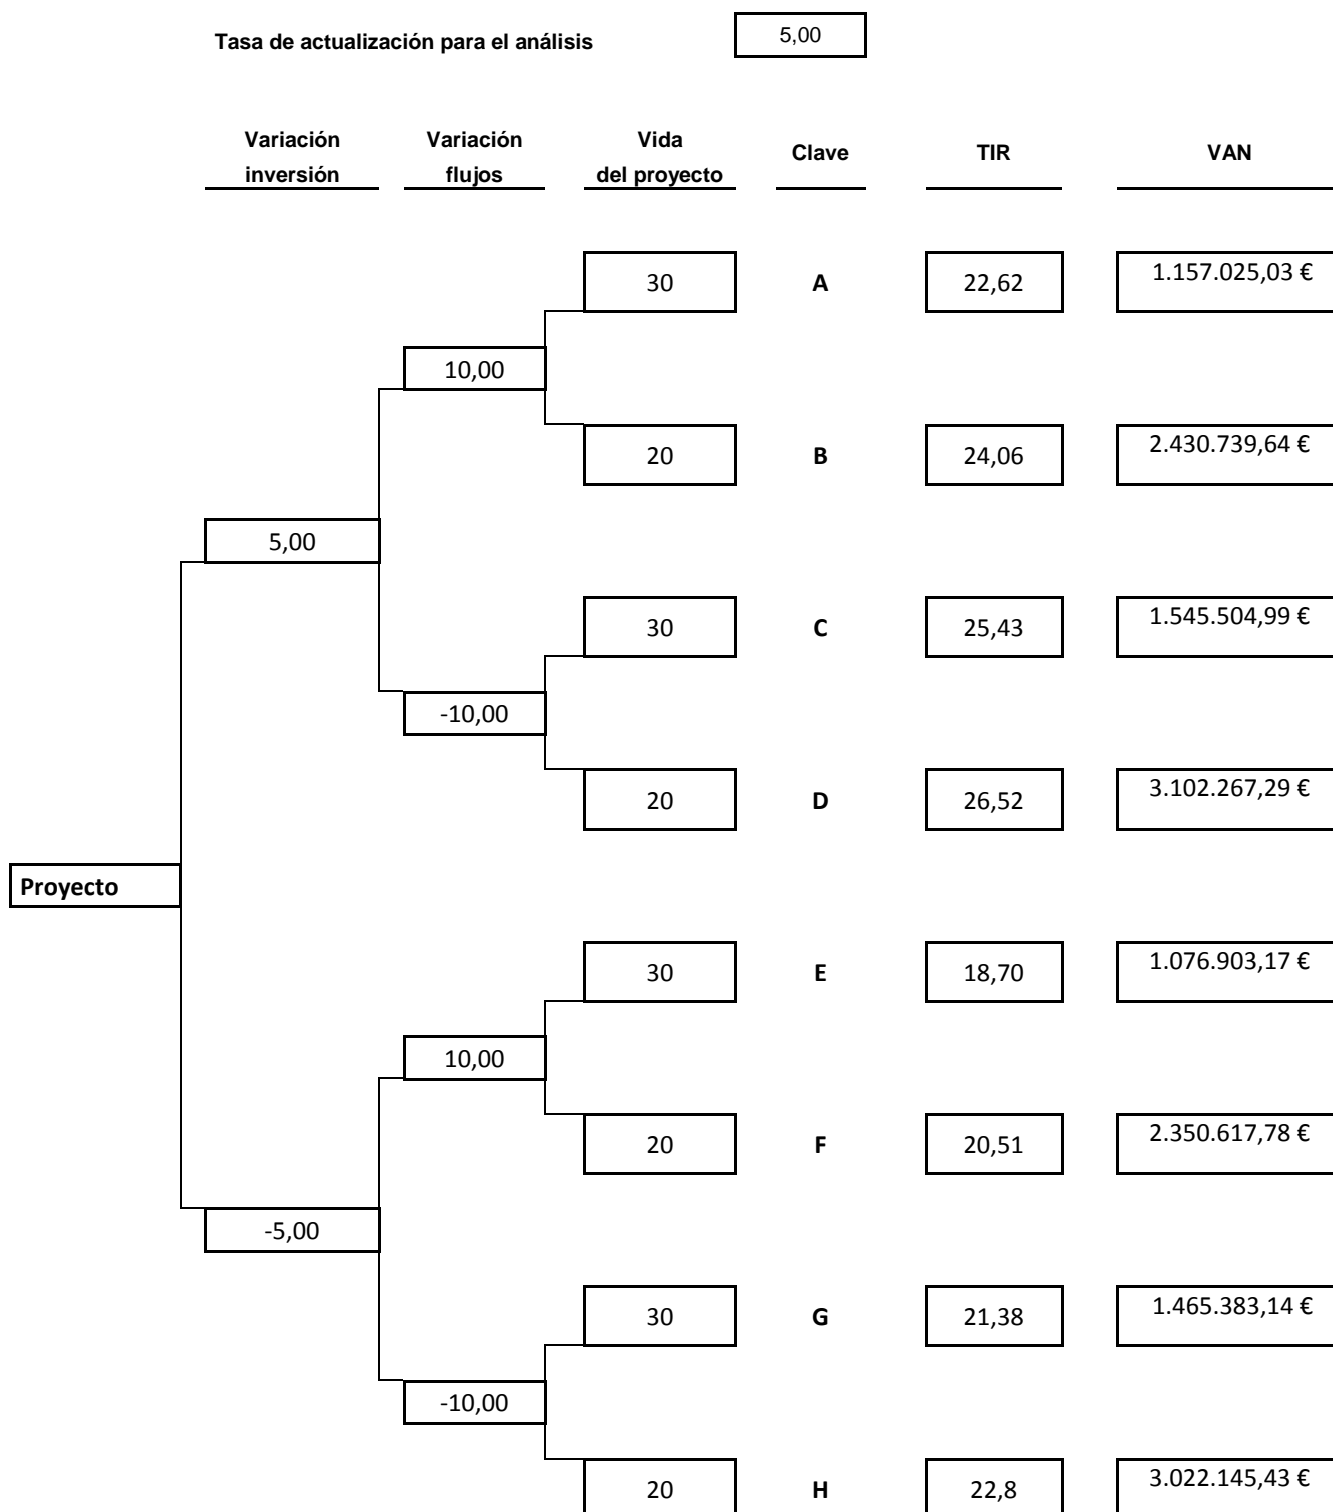 Tasa de actualización para el análisis 5,00
Variación Variación Vida Clave TIR VAN
inversión flujos del proyecto
30 A 22,62 1.157.025,03 €
10,00
20 B 24,06 2.430.739,64 €
5,00
30 C 25,43 1.545.504,99 €
-10,00
20 D 26,52 3.102.267,29 €
Proyecto
30 E 18,70 1.076.903,17 €
10,00
20 F 20,51 2.350.617,78 €
-5,00
30 G 21,38 1.465.383,14 €
-10,00
20 H 22,8 3.022.145,43 €